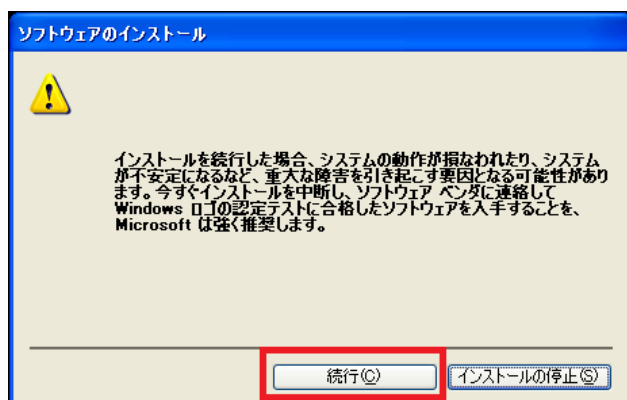 ソフトウェアのインストール
インストールを続行した場合、システムの動作が損なわれたり、システム
が不安定になるなど、重大な障害を引き起こす要因となる可能性があり
ます。今すぐインストールを中断し、ソフトウェア ベンダに連絡して
Windows ロゴの認定テストに合格したソフトウェアを入手することを、
Microsoft は強く推奨します。
続行(C)
インストールの停止(S)